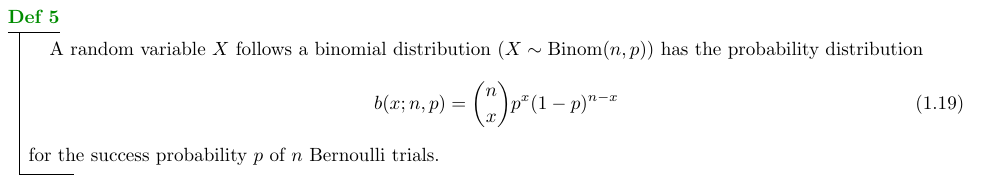 Def 5
A random variable X follows a binomial distribution (X ∼ Binom(n, p)) has the probability distribution
b(x; n, p) = \binom{n}{x} p^x (1 − p)^{n−x} (1.19)
for the success probability p of n Bernoulli trials.